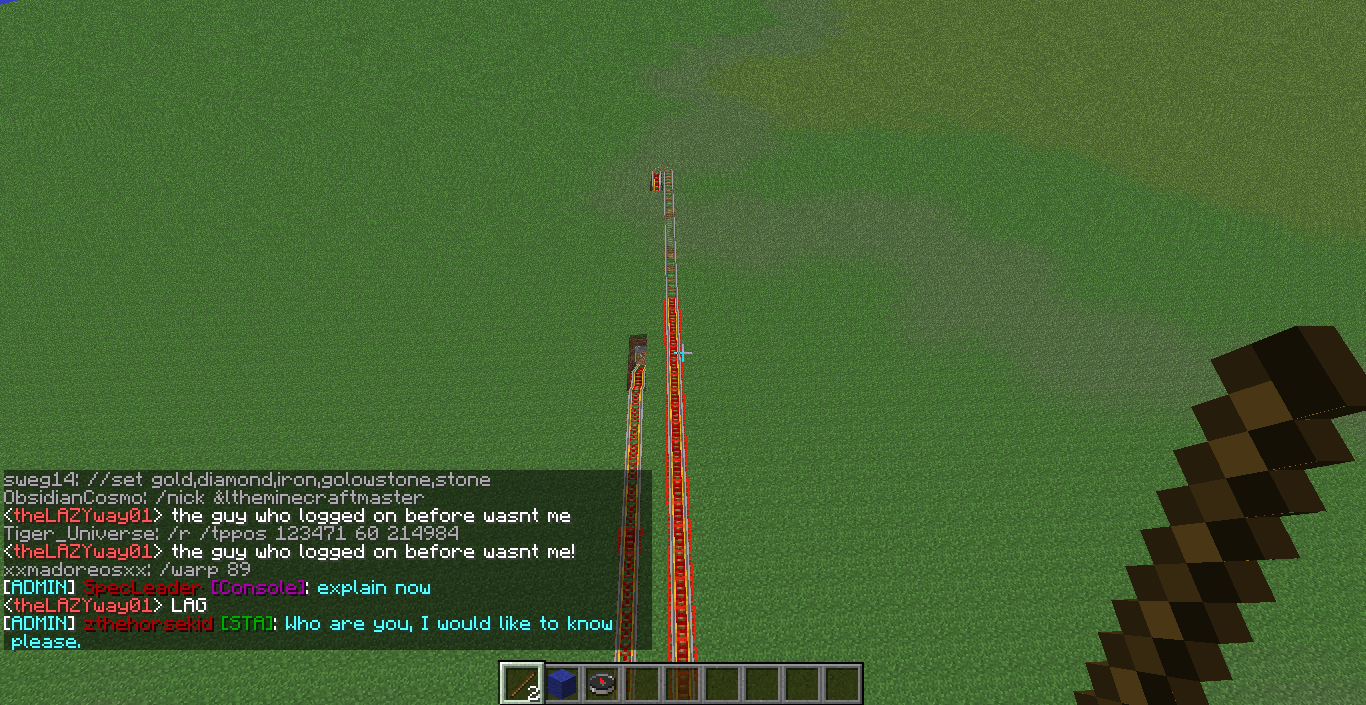 sweg14: //set gold,diamond,iron,golowstone,stone
ObsidianCosmo: /nick &ltheminecraftmaster
<theLAZYway01> the guy who logged on before wasnt me
Tiger_Universe: /r /tppos 123471 60 214984
<theLAZYway01> the guy who logged on before wasnt me!
xxmadoreosxx: /warp 89
[ADMIN] SpecLeader [Console]: explain now
<theLAZYway01> LAG
[ADMIN] zthehorsekid [STA]: Who are you, I would like to know
please.
2